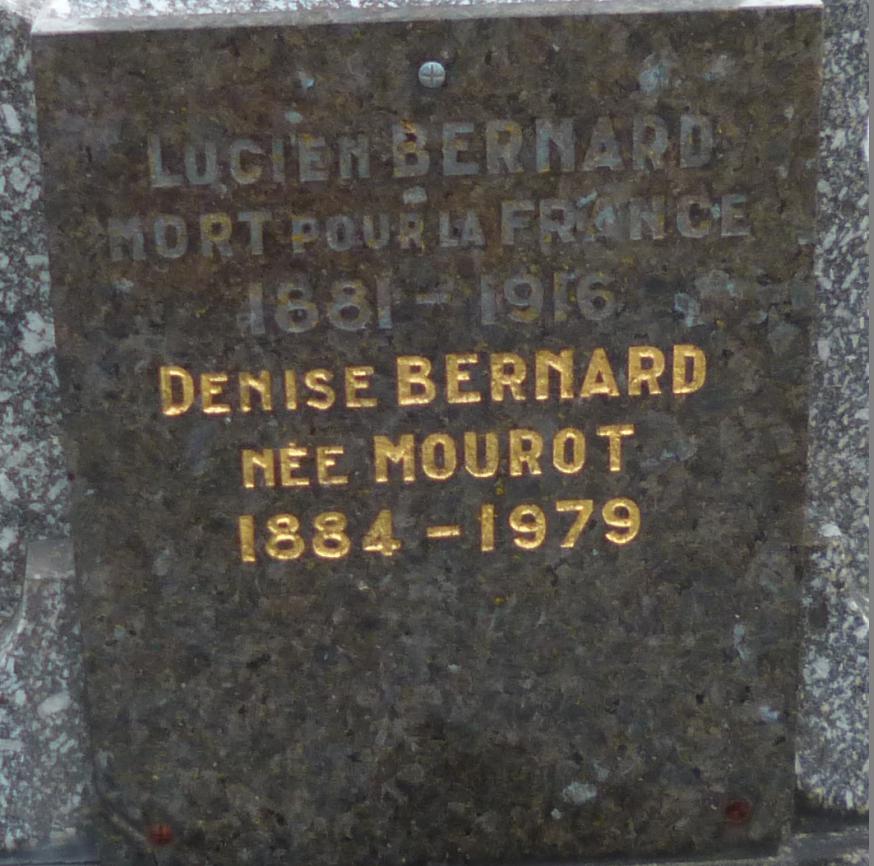 LUCIEN BERNARD
MORT POUR LA FRANCE
1881 - 1916
DENISE BERNARD
NÉE MOUROT
1884 - 1979